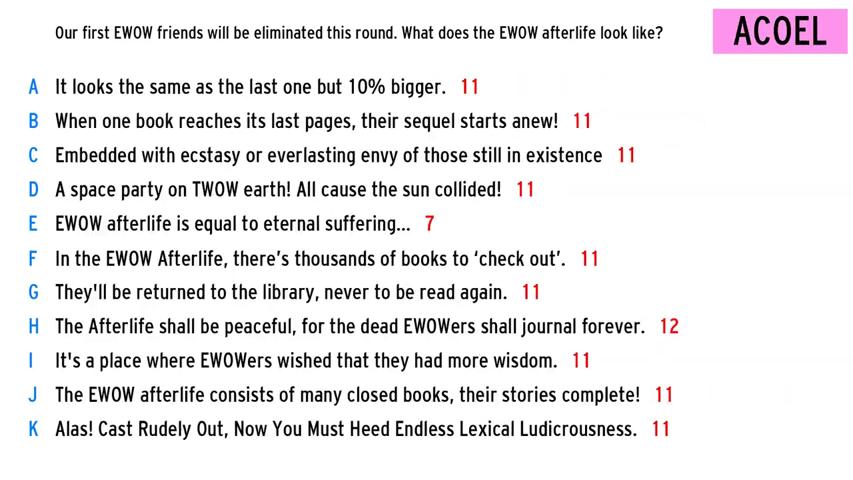 Our first EWOW friends will be eliminated this round. What does the EWOW afterlife look like?
ACOEL
A It looks the same as the last one but 10% bigger. 11
B When one book reaches its last pages, their sequel starts anew! 11
C Embedded with ecstasy or everlasting envy of those still in existence 11
D A space party on TWOW earth! All cause the sun collided! 11
E EWOW afterlife is equal to eternal suffering... 7
F In the EWOW Afterlife, there’s thousands of books to ‘check out’. 11
G They'll be returned to the library, never to be read again. 11
H The Afterlife shall be peaceful, for the dead EWOWers shall journal forever. 12
I It's a place where EWOWers wished that they had more wisdom. 11
J The EWOW afterlife consists of many closed books, their stories complete! 11
K Alas! Cast Rudely Out, Now You Must Heed Endless Lexical Ludicrousness. 11